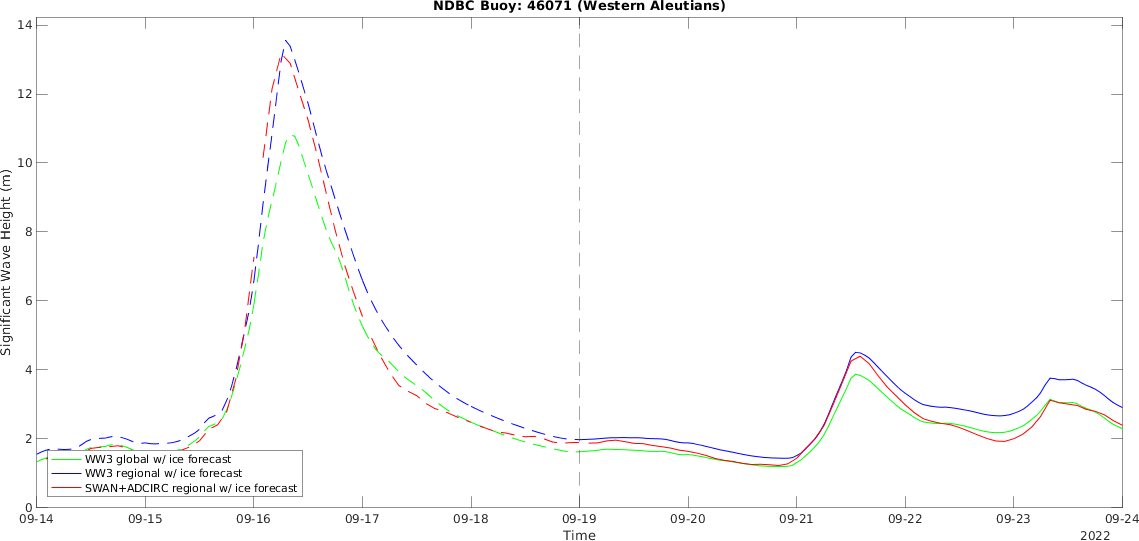 NDBC Buoy: 46071 (Western Aleutians)
14
12
10
8
6
4
2
0
Significant Wave Height (m)
WW3 global w/ ice forecast
WW3 regional w/ ice forecast
SWAN+ADCIRC regional w/ ice forecast
09-14 09-15 09-16 09-17 09-18 09-19 09-20 09-21 09-22 09-23 09-24
Time
2022